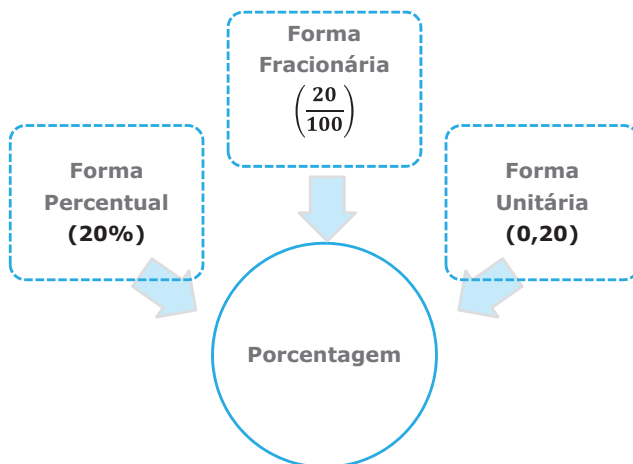 Forma
Fracionária
(20/100)
Forma
Percentual
(20%)
Forma
Unitária
(0,20)
Porcentagem